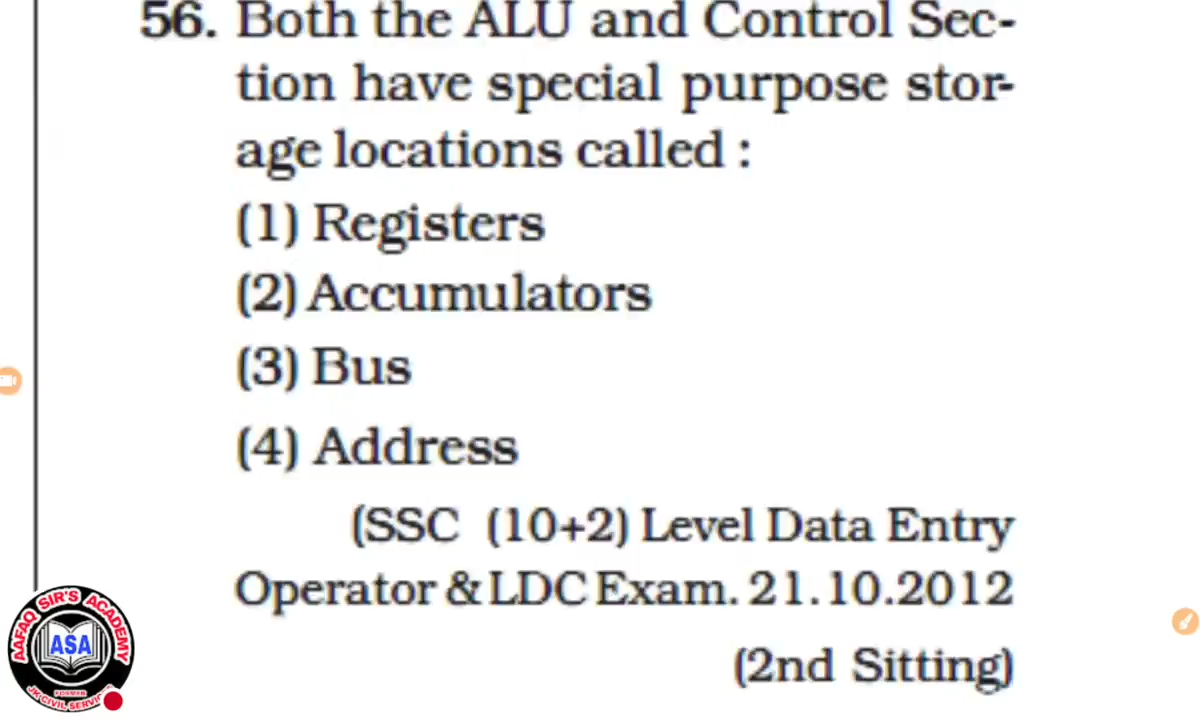 56. Both the ALU and Control Sec-
tion have special purpose stor-
age locations called :
(1) Registers
(2) Accumulators
(3) Bus
(4) Address
(SSC (10+2) Level Data Entry
Operator & LDC Exam. 21.10.2012
(2nd Sitting)
AAFAQ SIR'S ACADEMY
ASA